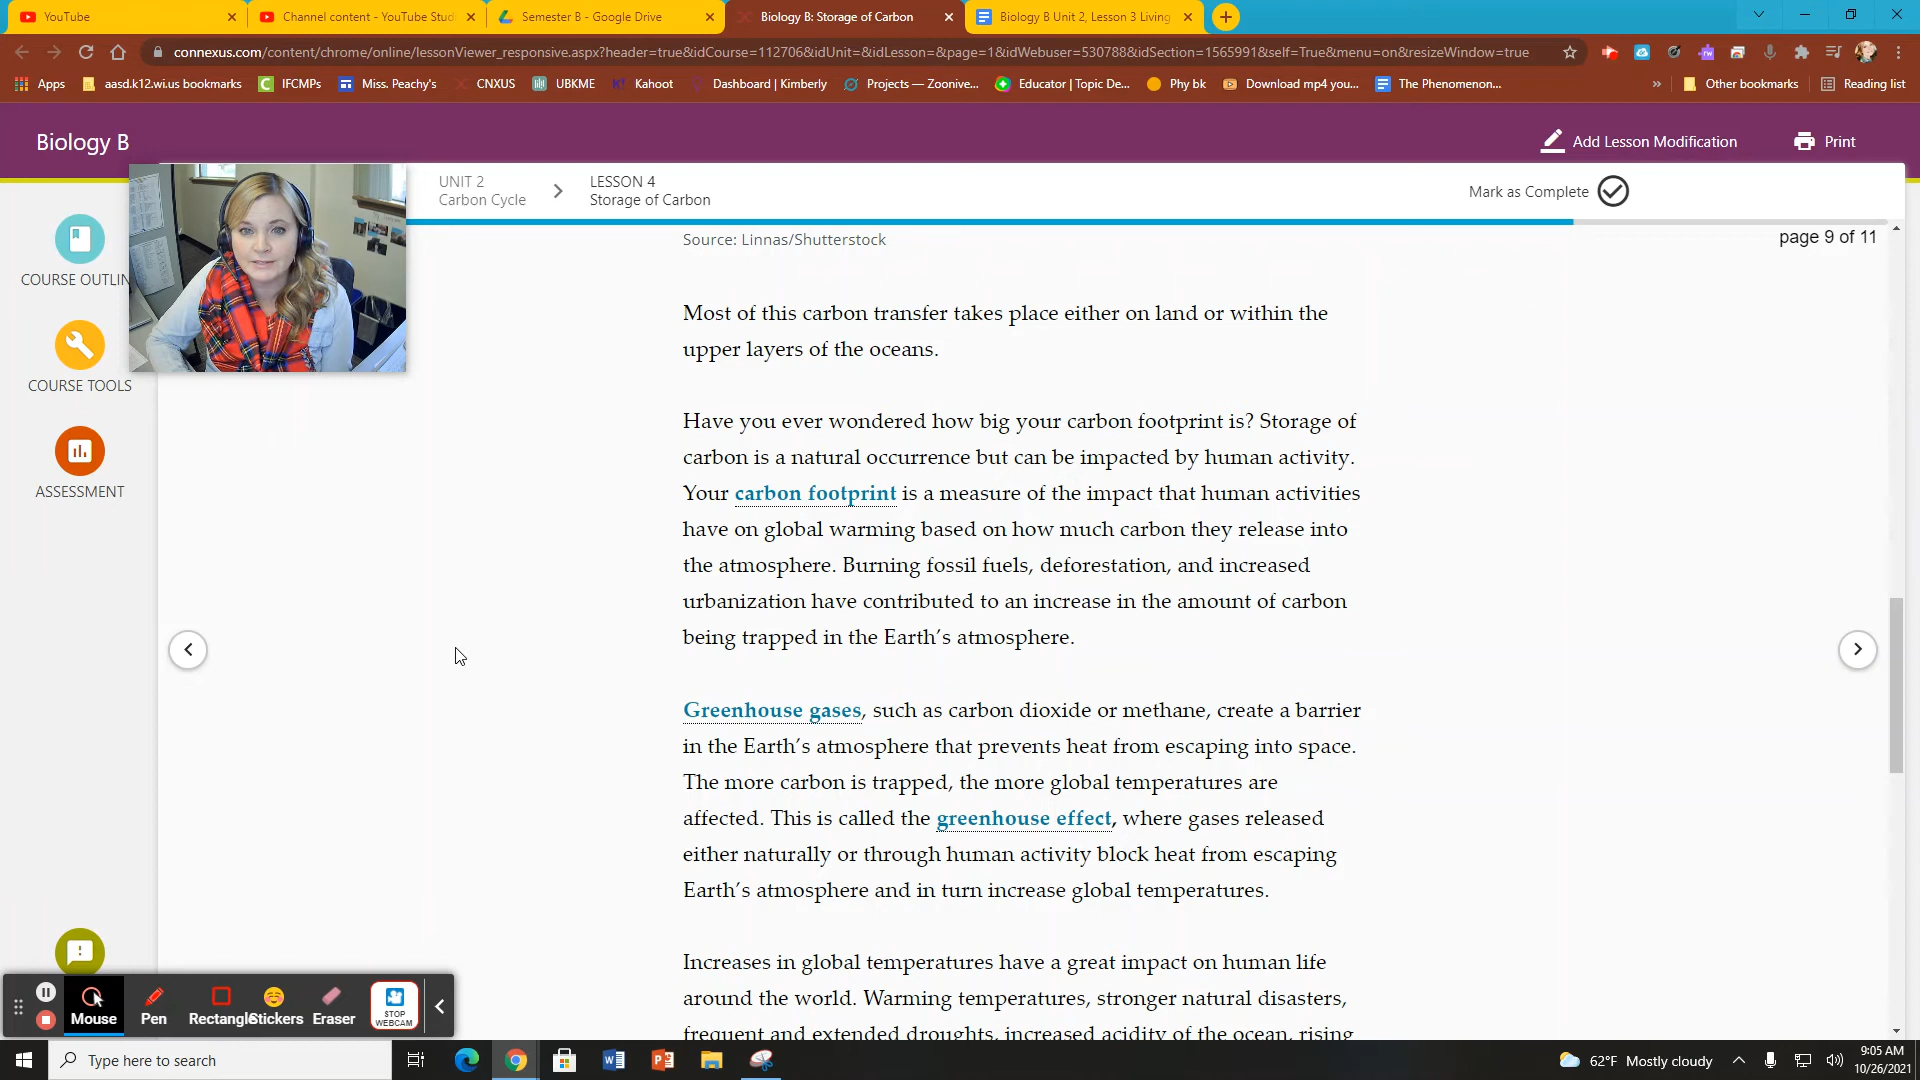 YouTube
Channel content - YouTube Stud
Semester B - Google Drive
Biology B: Storage of Carbon
Biology B Unit 2, Lesson 3 Living
connexus.com/content/chrome/online/lessonViewer_responsive.aspx?header=true&idCourse=112706&idUnit=&idLesson=&page=1&idWebuser=530788&idSection=1565991&self=True&menu=on&resizeWindow=true
Apps
aasd.k12.wi.us bookmarks
IFCMPs
Miss. Peachy's
CNXUS
UBKME
Kahoot
Dashboard | Kimberly
Projects — Zoonive...
Educator | Topic De...
Phy bk
Download mp4 you...
The Phenomenon...
Other bookmarks
Reading list
Biology B
Add Lesson Modification
Print
UNIT 2
Carbon Cycle
LESSON 4
Storage of Carbon
Mark as Complete
page 9 of 11
COURSE OUTLIN
COURSE TOOLS
ASSESSMENT
Source: Linnas/Shutterstock
Most of this carbon transfer takes place either on land or within the
upper layers of the oceans.
Have you ever wondered how big your carbon footprint is? Storage of
carbon is a natural occurrence but can be impacted by human activity.
Your carbon footprint is a measure of the impact that human activities
have on global warming based on how much carbon they release into
the atmosphere. Burning fossil fuels, deforestation, and increased
urbanization have contributed to an increase in the amount of carbon
being trapped in the Earth's atmosphere.
Greenhouse gases, such as carbon dioxide or methane, create a barrier
in the Earth's atmosphere that prevents heat from escaping into space.
The more carbon is trapped, the more global temperatures are
affected. This is called the greenhouse effect, where gases released
either naturally or through human activity block heat from escaping
Earth's atmosphere and in turn increase global temperatures.
Increases in global temperatures have a great impact on human life
around the world. Warming temperatures, stronger natural disasters,
frequent and extended droughts, increased acidity of the ocean, rising
Mouse
Pen
Rectangle
Stickers
Eraser
STOP
WEBCAM
Type here to search
62°F Mostly cloudy
9:05 AM
10/26/2021